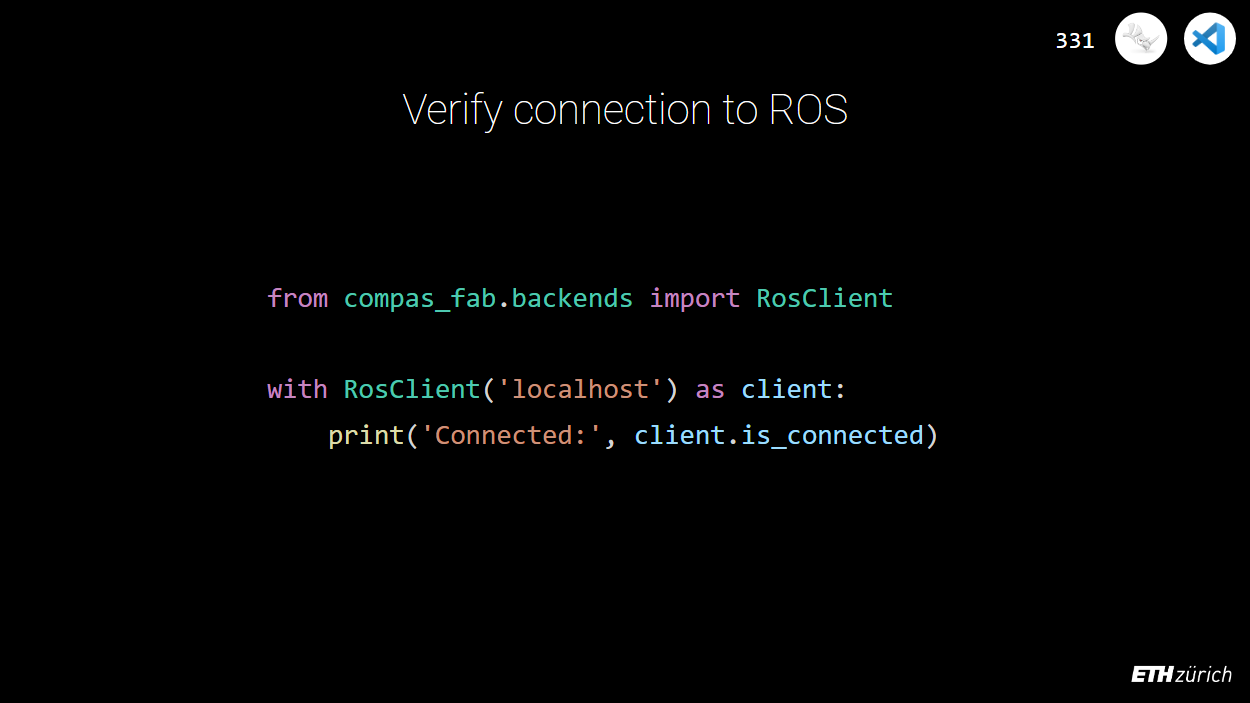 331
Verify connection to ROS
from compas_fab.backends import RosClient
with RosClient('localhost') as client:
    print('Connected:', client.is_connected)
ETH zürich